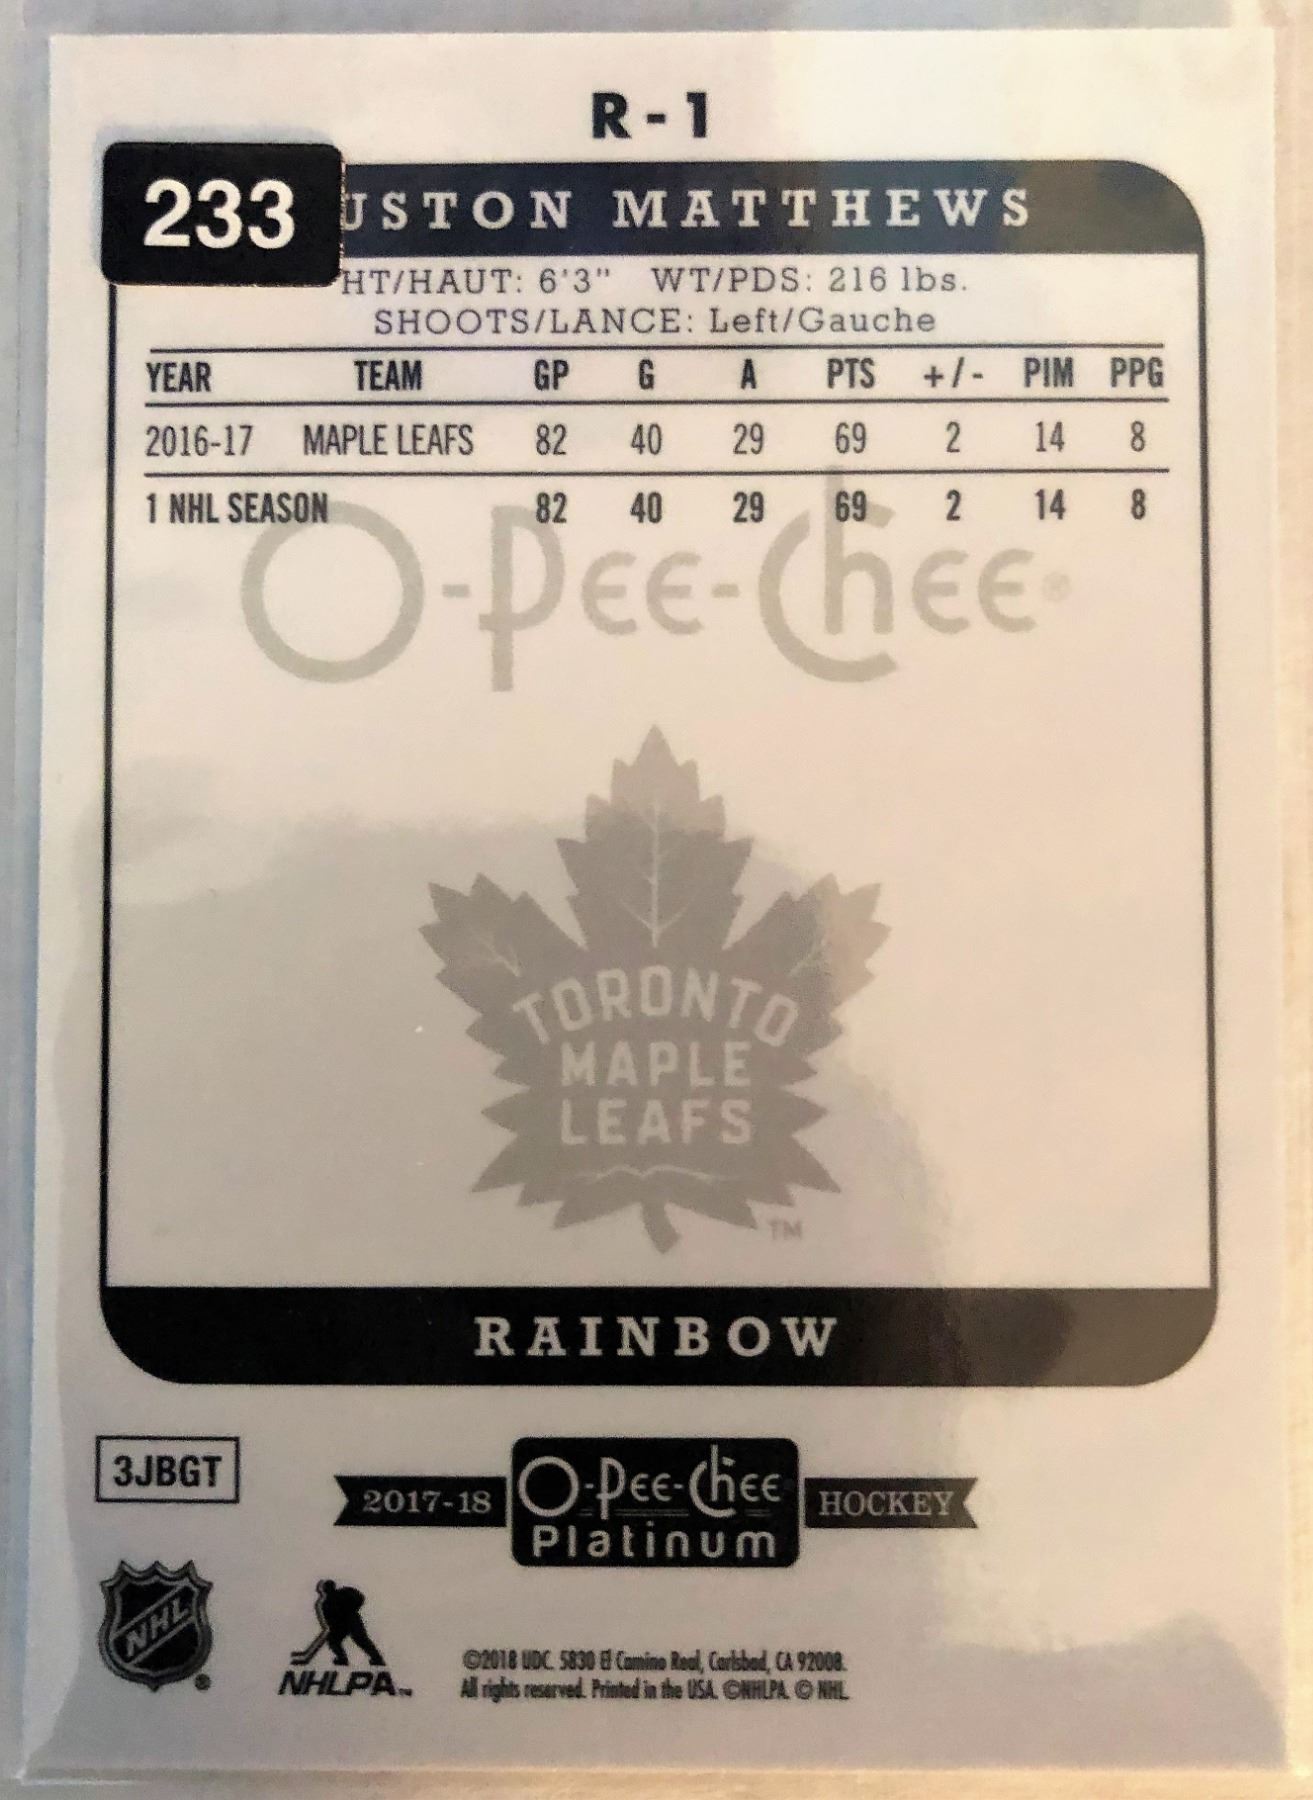 R-1
233
USTON MATTHEWS
HT/HAUT: 6'3" WT/PDS: 216 lbs.
SHOOTS/LANCE: Left/Gauche
YEAR TEAM GP G A PTS +/- PIM PPG
2016-17 MAPLE LEAFS 82 40 29 69 2 14 8
1 NHL SEASON 82 40 29 69 2 14 8
O-Pee-Chee®
TORONTO
MAPLE
LEAFS
TM
RAINBOW
3JBGT
2017-18 O-Pee-Chee HOCKEY
Platinum
NHL®
NHLPA™
©2018 UDC. 5830 El Camino Real, Carlsbad, CA 92008.
All rights reserved. Printed in the USA. ©NHLPA. © NHL